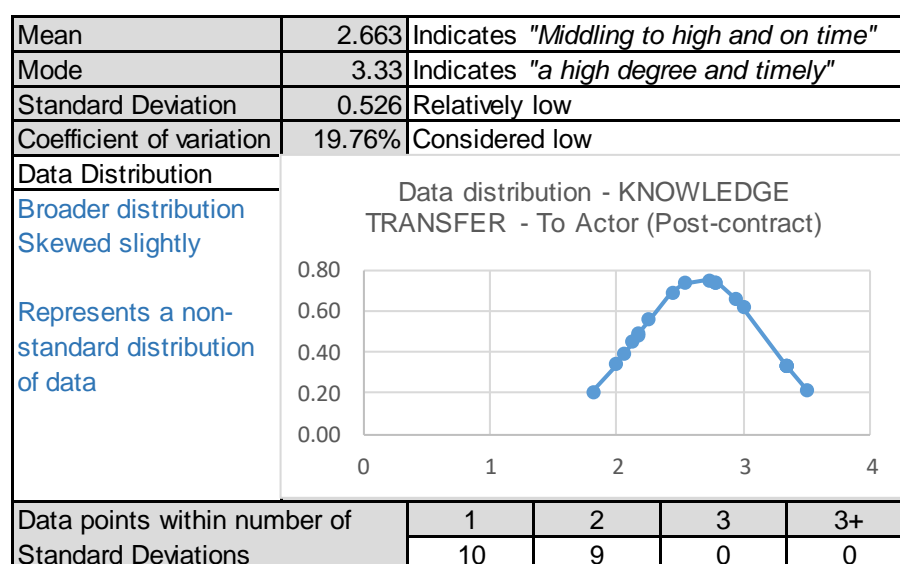 Mean 2.663 Indicates "Middling to high and on time"
Mode 3.33 Indicates "a high degree and timely"
Standard Deviation 0.526 Relatively low
Coefficient of variation 19.76% Considered low
Data Distribution
Broader distribution
Skewed slightly
Represents a non-
standard distribution
of data
Data distribution - KNOWLEDGE
TRANSFER - To Actor (Post-contract)
0.80
0.60
0.40
0.20
0.00
0 1 2 3 4
Data points within number of 1 2 3 3+
Standard Deviations 10 9 0 0